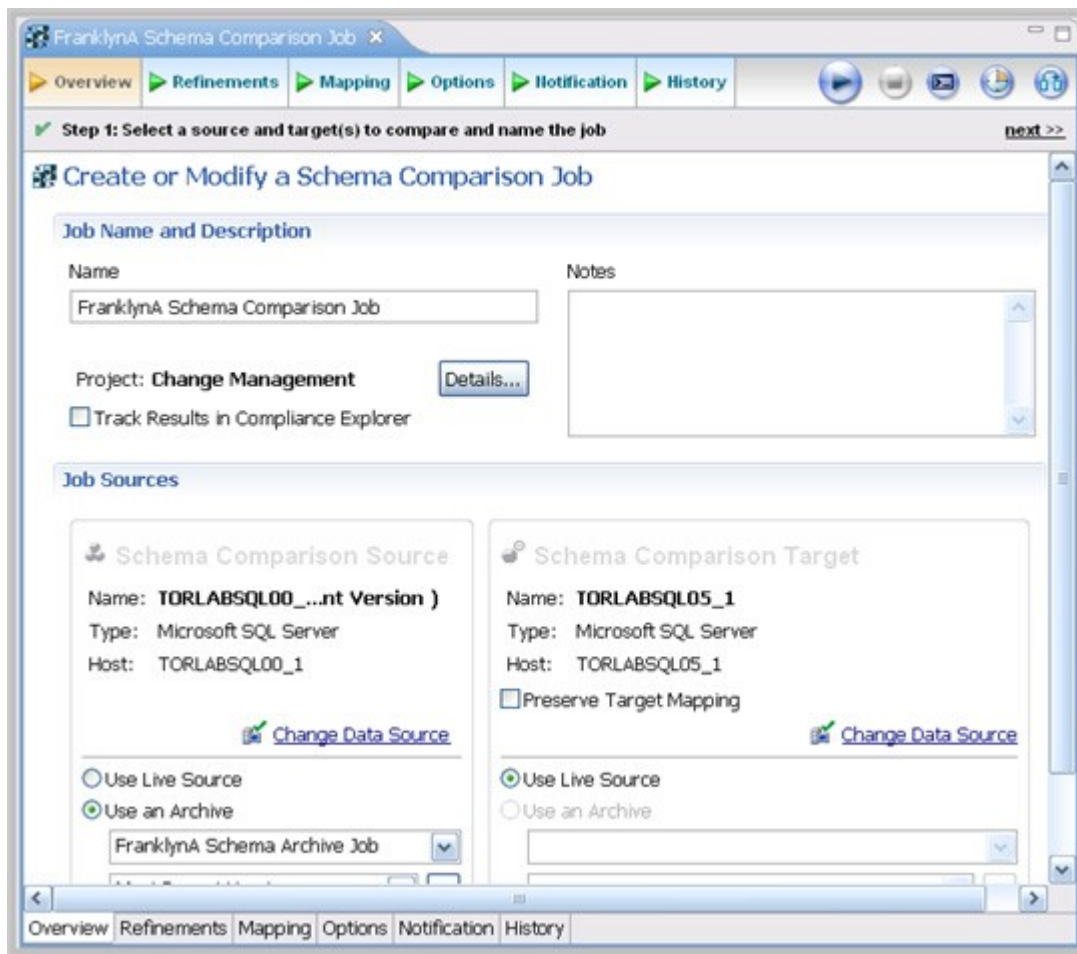 FranklynA Schema Comparison Job
Overview Refinements Mapping Options Notification History
Step 1: Select a source and target(s) to compare and name the job next >>
Create or Modify a Schema Comparison Job
Job Name and Description
Name Notes
FranklynA Schema Comparison Job
Project: Change Management Details...
Track Results in Compliance Explorer
Job Sources
Schema Comparison Source
Name: TORLABSQL00_...nt Version )
Type: Microsoft SQL Server
Host: TORLABSQL00_1
Change Data Source
Use Live Source
Use an Archive
FranklynA Schema Archive Job
Schema Comparison Target
Name: TORLABSQL05_1
Type: Microsoft SQL Server
Host: TORLABSQL05_1
Preserve Target Mapping
Change Data Source
Use Live Source
Use an Archive
Overview Refinements Mapping Options Notification History